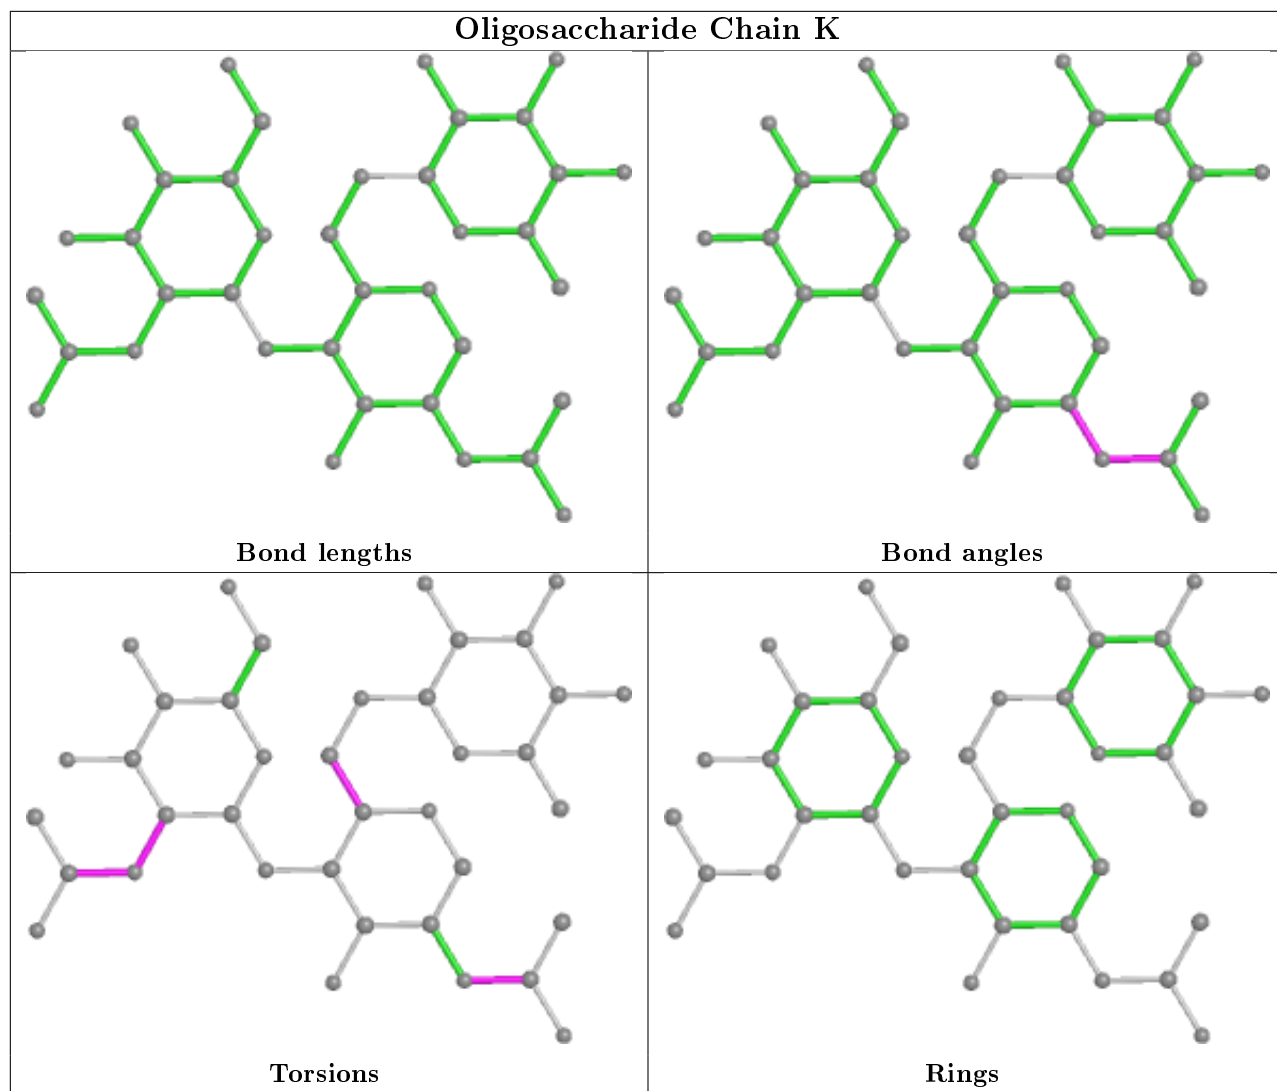 Oligosaccharide Chain K
Bond lengths
Bond angles
Torsions
Rings